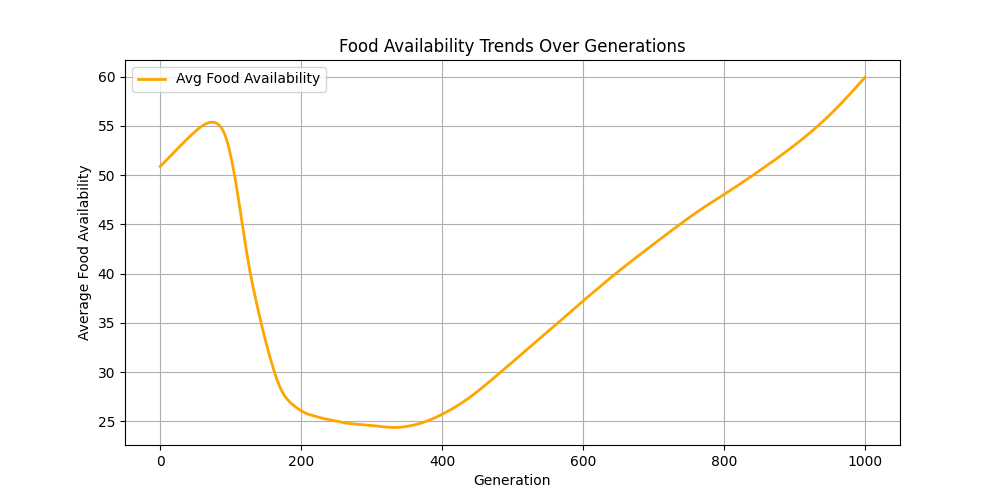 Food Availability Trends Over Generations
Avg Food Availability
Average Food Availability
60
55
50
45
40
35
30
25
0 200 400 600 800 1000
Generation